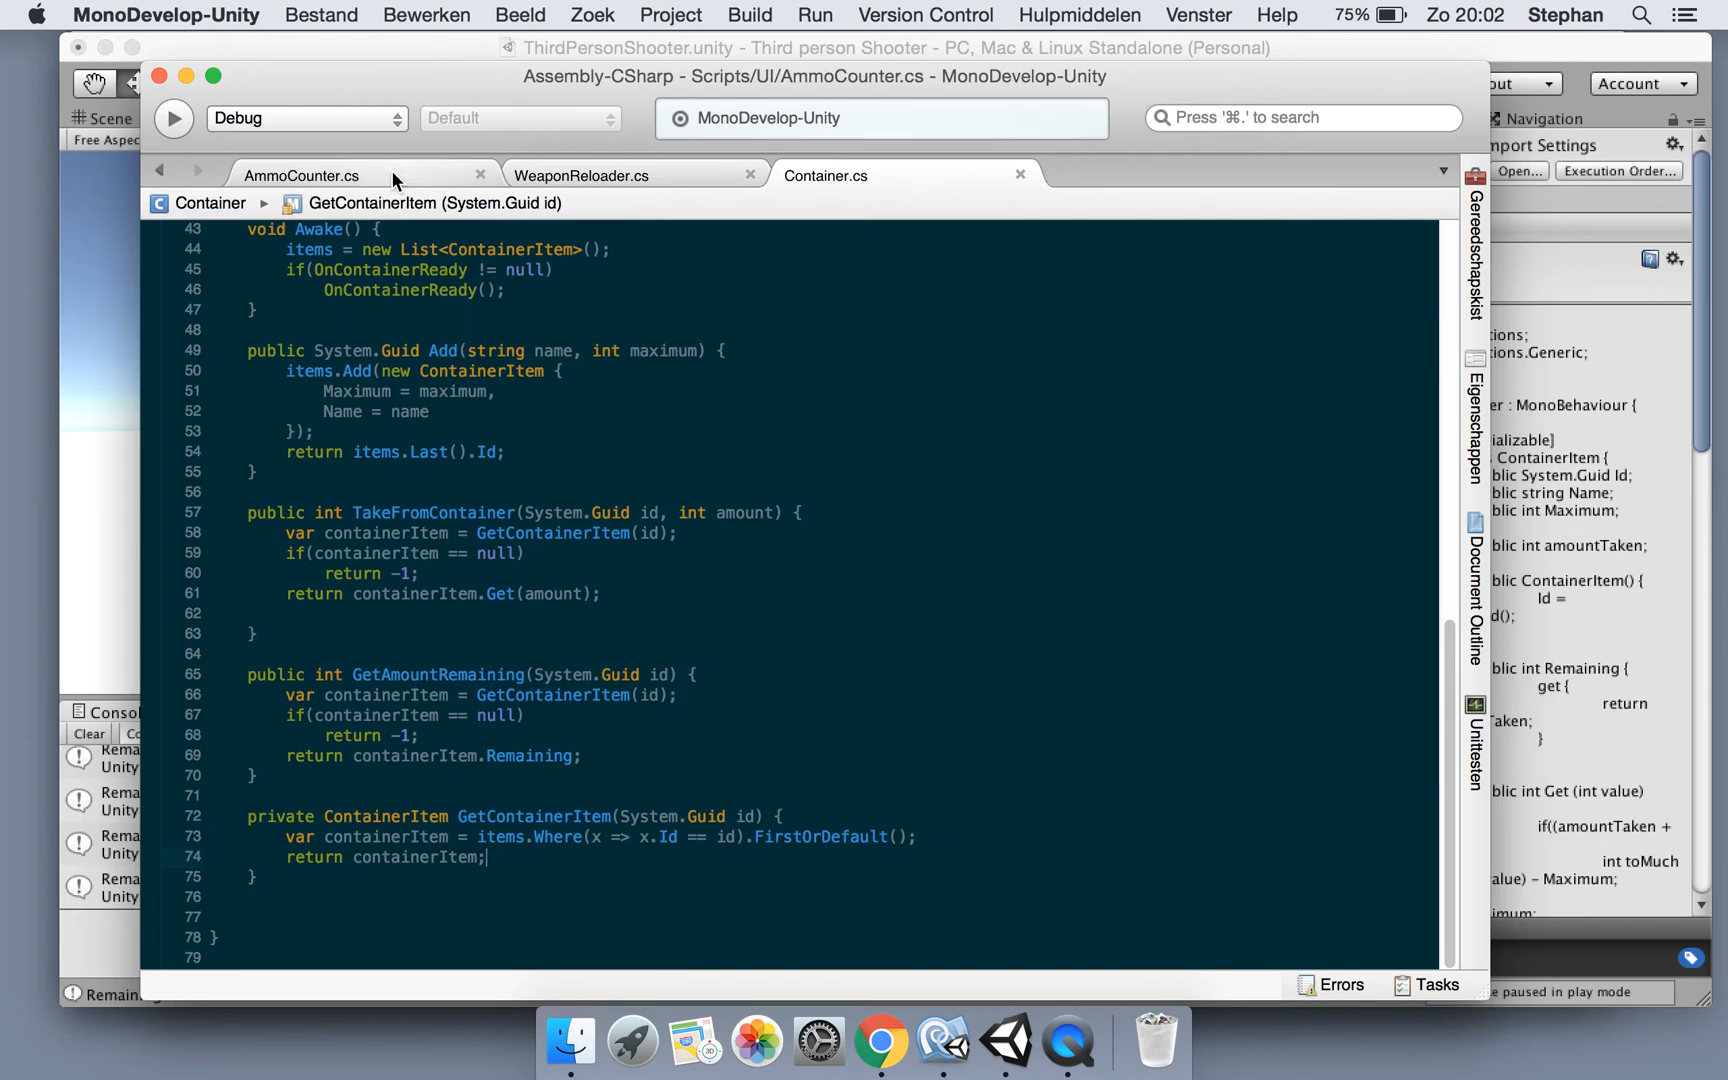 MonoDevelop-Unity Bestand Bewerken Beeld Zoek Project Build Run Version Control Hulpmiddelen Venster Help 75% Zo 20:02 Stephan
ThirdPersonShooter.unity - Third person Shooter - PC, Mac & Linux Standalone (Personal)
Assembly-CSharp - Scripts/UI/AmmoCounter.cs - MonoDevelop-Unity
out Account
Debug Default MonoDevelop-Unity Press '⌘.' to search
Scene Navigation
Free Aspec
mport Settings
Open... Execution Order...
AmmoCounter.cs WeaponReloader.cs Container.cs
Container GetContainerItem (System.Guid id)
43 void Awake() {
44 items = new List<ContainerItem>();
45 if(OnContainerReady != null)
46 OnContainerReady();
47 }
48
49 public System.Guid Add(string name, int maximum) {
50 items.Add(new ContainerItem {
51 Maximum = maximum,
52 Name = name
53 });
54 return items.Last().Id;
55 }
56
57 public int TakeFromContainer(System.Guid id, int amount) {
58 var containerItem = GetContainerItem(id);
59 if(containerItem == null)
60 return -1;
61 return containerItem.Get(amount);
62
63 }
64
65 public int GetAmountRemaining(System.Guid id) {
66 var containerItem = GetContainerItem(id);
67 if(containerItem == null)
68 return -1;
69 return containerItem.Remaining;
70 }
71
72 private ContainerItem GetContainerItem(System.Guid id) {
73 var containerItem = items.Where(x => x.Id == id).FirstOrDefault();
74 return containerItem;
75 }
76
77
78 }
79
Gereedschapskist
Eigenschappen
Document Outline
Unittesten
tions;
tions.Generic;
er : MonoBehaviour {
ializable]
s ContainerItem {
blic System.Guid Id;
blic string Name;
blic int Maximum;
blic int amountTaken;
blic ContainerItem() {
Id =
d();
blic int Remaining {
get {
return
Taken;
}
blic int Get (int value)
if((amountTaken +
int toMuch
alue) - Maximum;
imum;
Consol
Clear Co
Rema
Unity
Rema
Unity
Rema
Unity
Rema
Unity
Remain
Errors Tasks
e paused in play mode